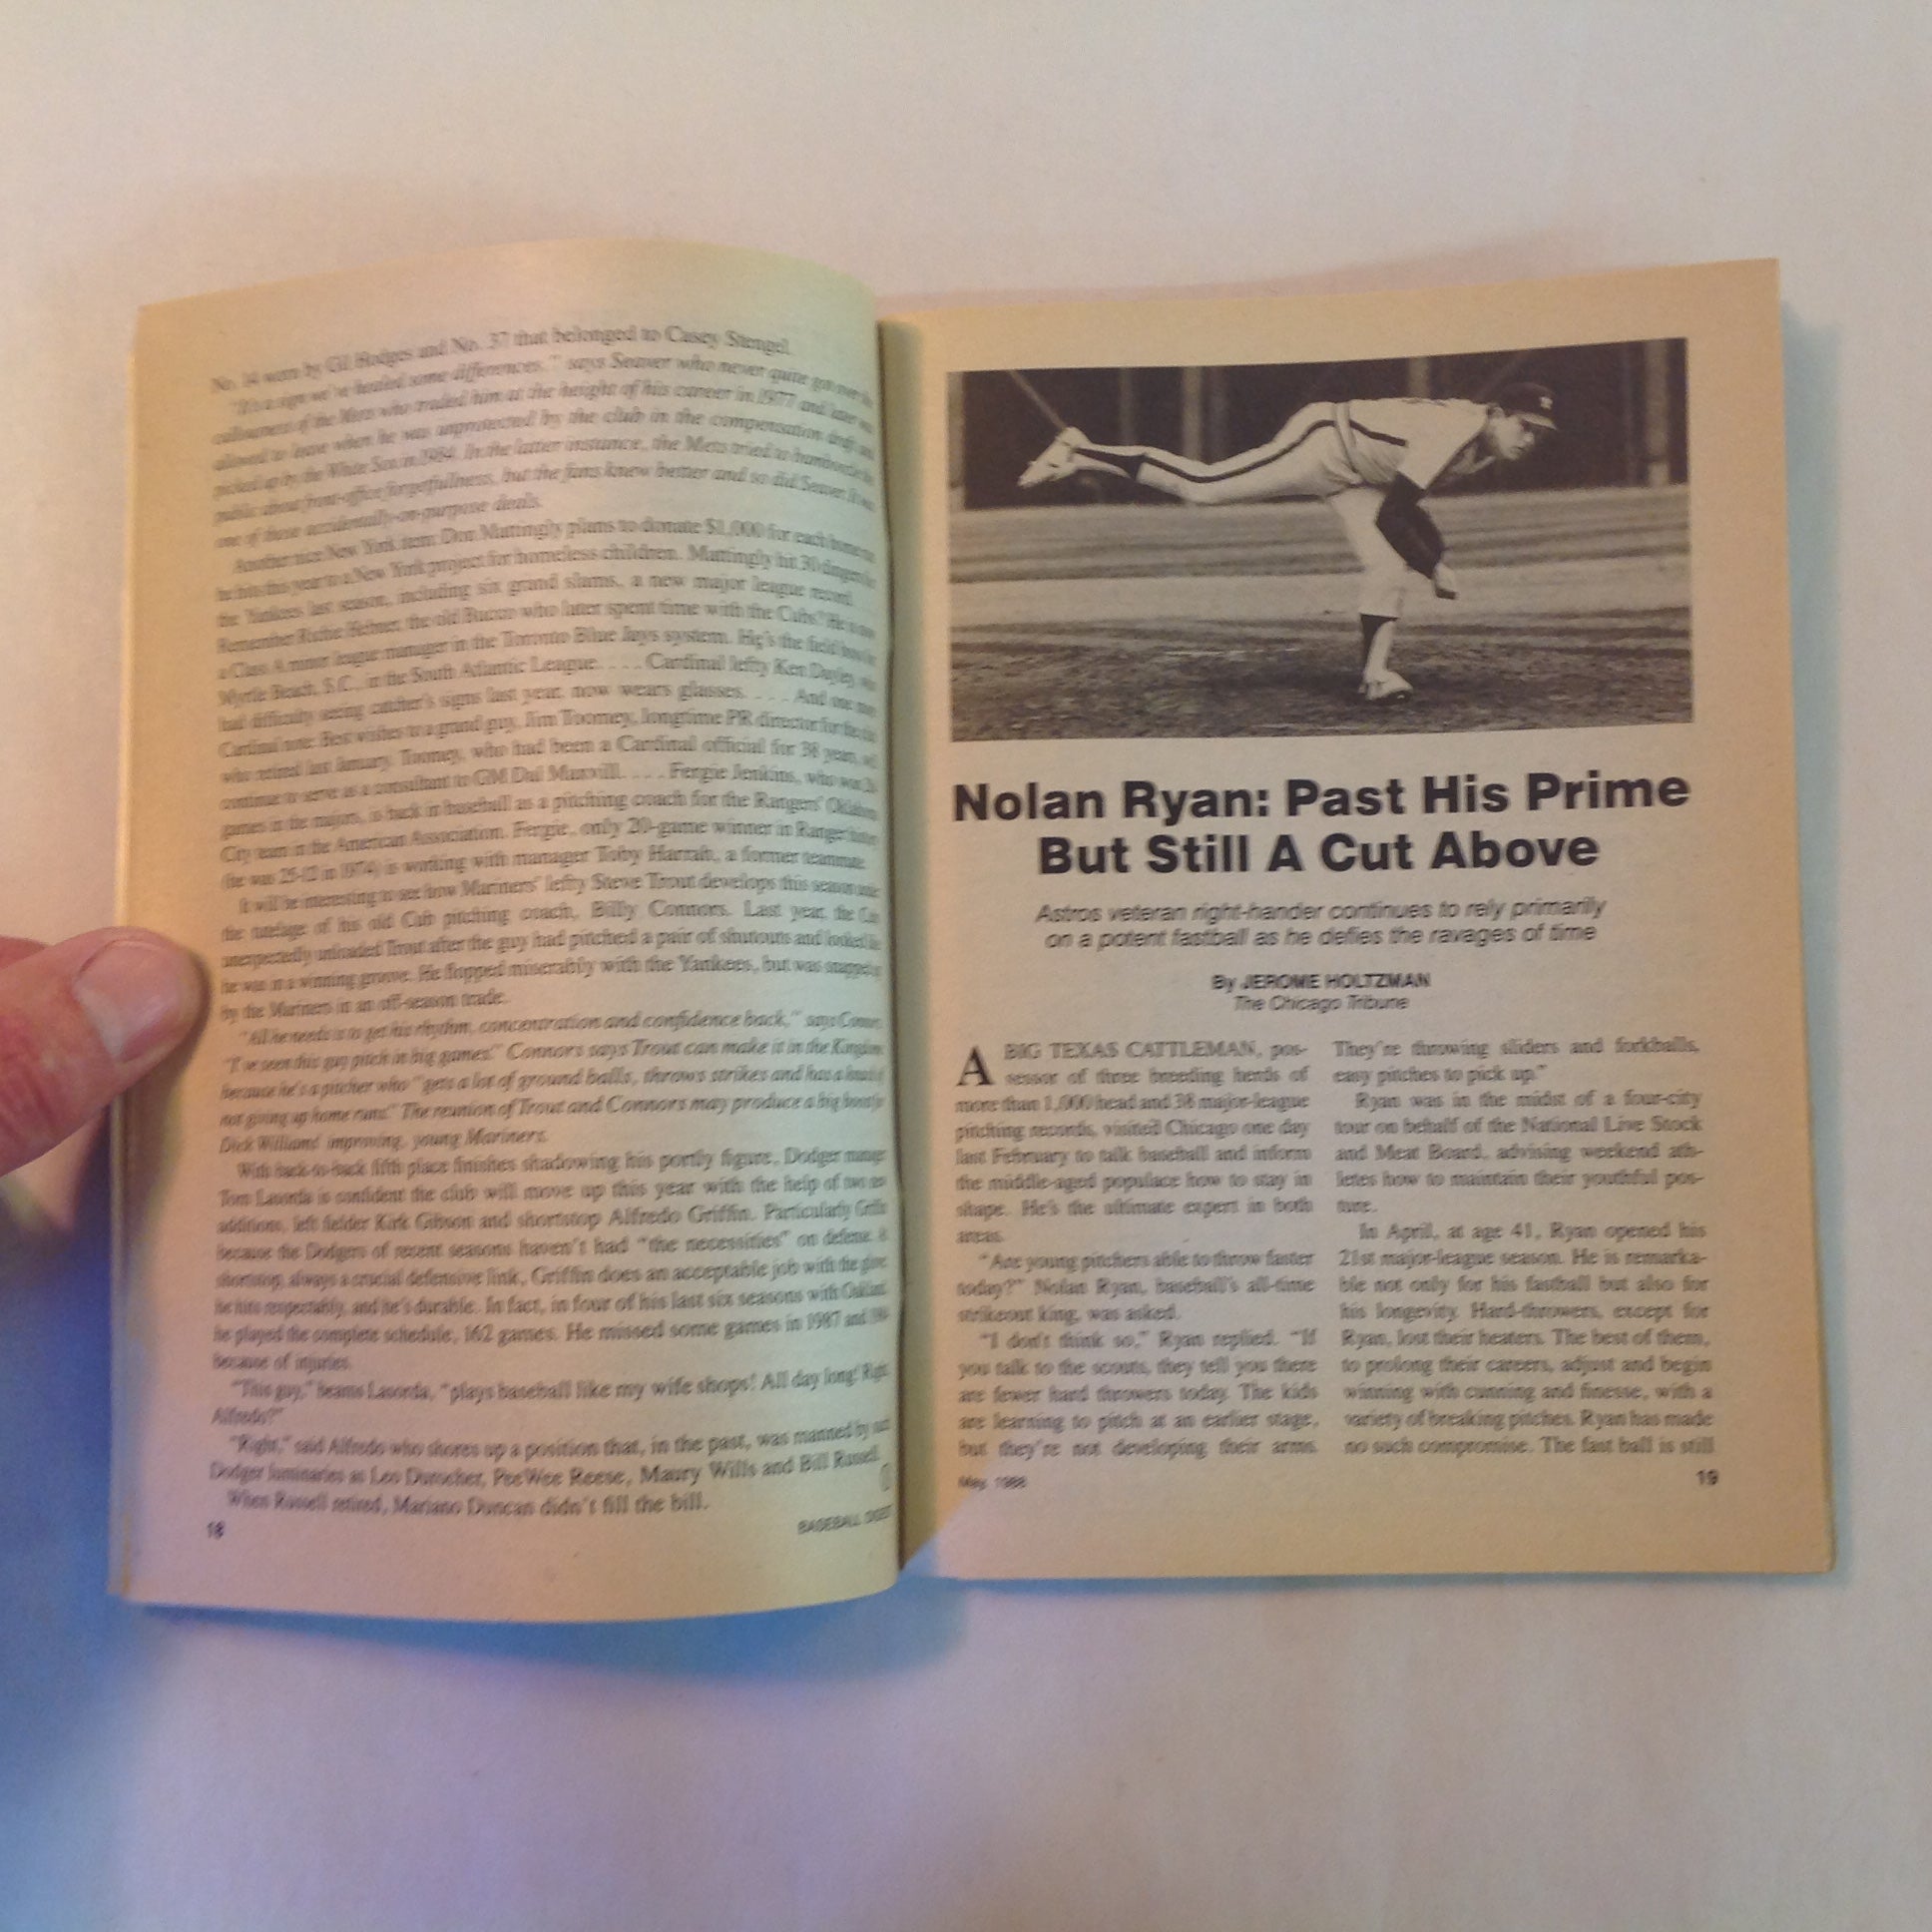 No. 14 worn by Gil Hodges and No. 37 that belonged to Casey Stengel.
"It's a sign we've healed some differences," says Seaver who never quite got over the
callousness of the Mets who traded him at the height of his career in 1977 and later was
allowed to leave when he was unprotected by the club in the compensation draft and
picked up by the White Sox in 1984. In the latter instance, the Mets tried to bamboozle the
public about front-office forgetfulness, but the fans knew better and so did Seaver. It was
one of those accidentally-on-purpose deals.
Another nice New York item: Don Mattingly plans to donate $1,000 for each home run
he hits this year to a New York project for homeless children. Mattingly hit 30 dingers for
the Yankees last season, including six grand slams, a new major league record. . . .
Remember Richie Hebner, the old Bucco who later spent time with the Cubs? He is now
a Class A minor league manager in the Toronto Blue Jays system. He's the field boss at
Myrtle Beach, S.C., in the South Atlantic League. . . . Cardinal lefty Ken Dayley, who
had difficulty seeing catcher's signs last year, now wears glasses. . . . And one more
Cardinal note: Best wishes to a grand guy, Jim Toomey, longtime PR director for the club
who retired last January. Toomey, who had been a Cardinal official for 38 years, will
continue to serve as a consultant to GM Dal Maxvill. . . . Fergie Jenkins, who won
games in the majors, is back in baseball as a pitching coach for the Rangers' Oklahoma
City team in the American Association. Fergie, only 20-game winner in Ranger history
(he was 25-12 in 1974) is working with manager Toby Harrah, a former teammate.
It will be interesting to see how Mariners' lefty Steve Trout develops this season under
the tutelage of his old Cub pitching coach, Billy Connors. Last year, the Cubs
unexpectedly unloaded Trout after the guy had pitched a pair of shutouts and looked like
he was in a winning groove. He flopped miserably with the Yankees, but was snapped up
by the Mariners in an off-season trade.
"All he needs is to get his rhythm, concentration and confidence back," says Connors.
"I've seen this guy pitch in big games." Connors says Trout can make it in the Kingdome
because he's a pitcher who "gets a lot of ground balls, throws strikes and has a knack of
not giving up home runs." The reunion of Trout and Connors may produce a big boost for
Dick Williams' improving, young Mariners.
With back-to-back fifth place finishes shadowing his portly figure, Dodger manager
Tom Lasorda is confident the club will move up this year with the help of two new
additions, left fielder Kirk Gibson and shortstop Alfredo Griffin. Particularly Griffin
because the Dodgers of recent seasons haven't had "the necessities" on defense. At
shortstop, always a crucial defensive link, Griffin does an acceptable job with the glove,
he hits respectably, and he's durable. In fact, in four of his last six seasons with Oakland
he played the complete schedule, 162 games. He missed some games in 1987 and
because of injuries.
"This guy," beams Lasorda, "plays baseball like my wife shops! All day long! Right,
Alfredo?"
"Right," said Alfredo who shores up a position that, in the past, was manned by such
Dodger luminaries as Leo Durocher, PeeWee Reese, Maury Wills and Bill Russell.
When Russell retired, Mariano Duncan didn't fill the bill.
18
BASEBALL DIGEST
Nolan Ryan: Past His Prime
But Still A Cut Above
Astros veteran right-hander continues to rely primarily
on a potent fastball as he defies the ravages of time
By JEROME HOLTZMAN
The Chicago Tribune
A BIG TEXAS CATTLEMAN, pos-
sessor of three breeding herds of
more than 1,000 head and 38 major-league
pitching records, visited Chicago one day
last February to talk baseball and inform
the middle-aged populace how to stay in
shape. He's the ultimate expert in both
areas.
"Are young pitchers able to throw faster
today?" Nolan Ryan, baseball's all-time
strikeout king, was asked.
"I don't think so," Ryan replied. "If
you talk to the scouts, they tell you there
are fewer hard throwers today. The kids
are learning to pitch at an earlier stage,
but they're not developing their arms.
They're throwing sliders and forkballs,
easy pitches to pick up."
Ryan was in the midst of a four-city
tour on behalf of the National Live Stock
and Meat Board, advising weekend ath-
letes how to maintain their youthful pos-
ture.
In April, at age 41, Ryan opened his
21st major-league season. He is remarka-
ble not only for his fastball but also for
his longevity. Hard-throwers, except for
Ryan, lost their heaters. The best of them,
to prolong their careers, adjust and begin
winning with cunning and finesse, with a
variety of breaking pitches. Ryan has made
no such compromise. The fast ball is still
May, 1988
19